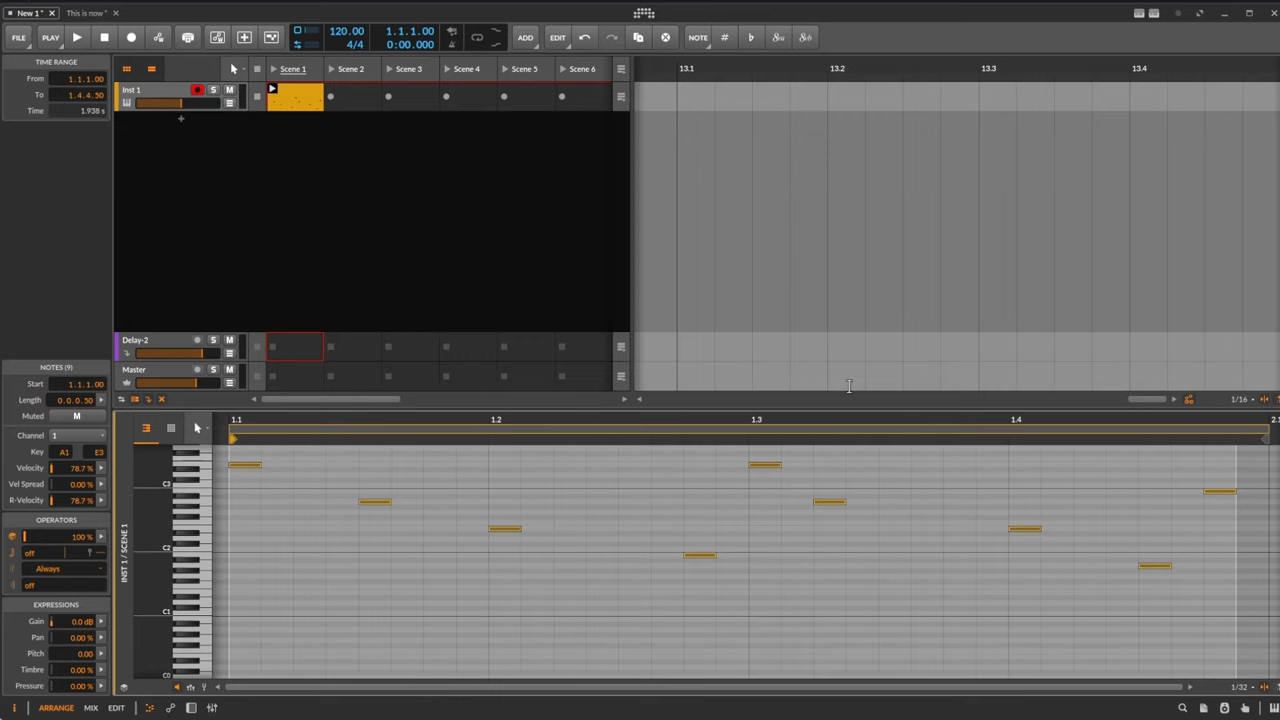 New 1* × This is now* ×
FILE PLAY 120.00 4/4 1.1.1.00 0:00.000 ADD EDIT NOTE
TIME RANGE
From 1.1.1.00
To 1.4.4.50
Time 1.938 s
Scene 1 Scene 2 Scene 3 Scene 4 Scene 5 Scene 6
13.1 13.2 13.3 13.4
Inst 1 S M
Delay-2 S M
Master S M
1/16
NOTES (9)
Start 1.1.1.00
Length 0.0.0.50
Muted M
Channel 1
Key A1 E3
Velocity 78.7 %
Vel Spread 0.00 %
R-Velocity 78.7 %
OPERATORS
100 %
off
Always
off
EXPRESSIONS
Gain 0.0 dB
Pan 0.00 %
Pitch 0.00
Timbre 0.00 %
Pressure 0.00 %
1.1 1.2 1.3 1.4 2.1
INST 1 / SCENE 1
C3
C2
C1
C0
1/32
ARRANGE MIX EDIT